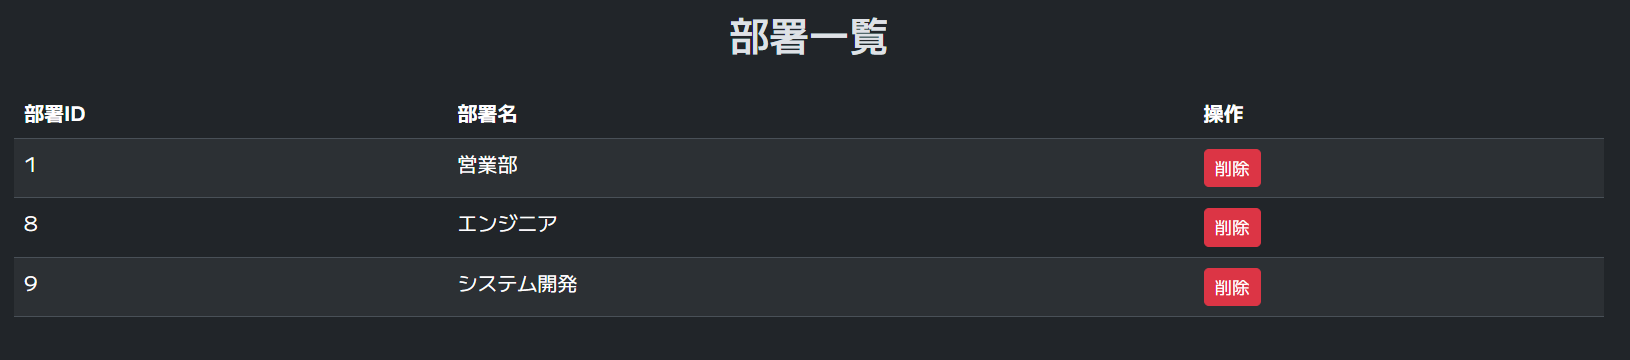 部署一覧
部署ID 部署名 操作
1 営業部 削除
8 エンジニア 削除
9 システム開発 削除